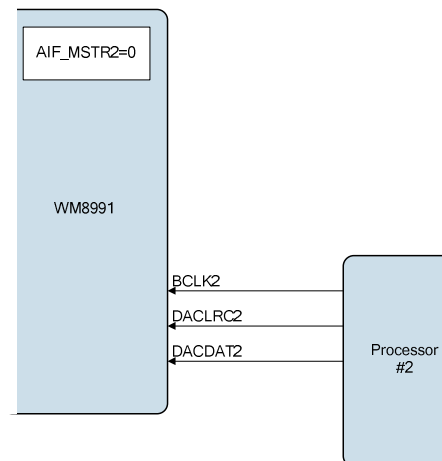 AIF_MSTR2=0
WM8991
BCLK2
DACLRC2
DACDAT2
Processor
#2